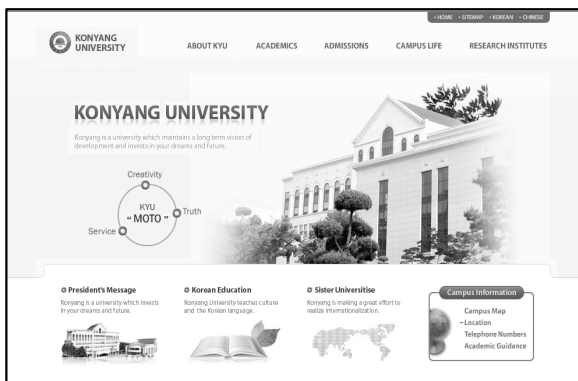 • HOME • SITEMAP • KOREAN • CHINESE
KONYANG
UNIVERSITY
ABOUT KYU ACADEMICS ADMISSIONS CAMPUS LIFE RESEARCH INSTITUTES
KONYANG UNIVERSITY
Konyang is a university which maintains a long term vision of
development and invests in your dreams and future.
Creativity
KYU
“ MOTO ”
Truth
Service
President's Message
Konyang is a university which invests
in your dreams and future.
Korean Education
Konyang University teaches culture
and the Korean language.
Sister Universitise
Konyang is making a great effort to
realize internationalization.
Campus Information
Campus Map
- Location
Telephone Numbers
Academic Guidance